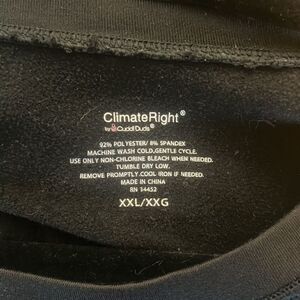 ClimateRight®
by CuddlDuds®
92% POLYESTER/ 8% SPANDEX
MACHINE WASH COLD,GENTLE CYCLE.
USE ONLY NON-CHLORINE BLEACH WHEN NEEDED.
TUMBLE DRY LOW.
REMOVE PROMPTLY.COOL IRON IF NEEDED.
MADE IN CHINA
RN 54452
XXL/XXG